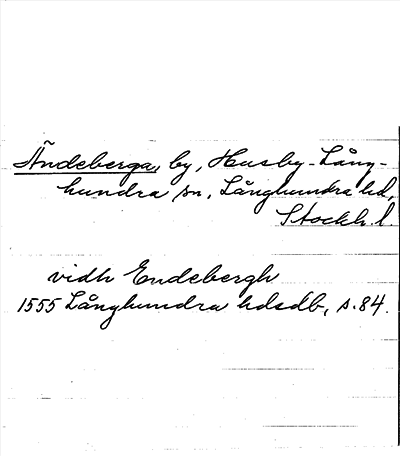 Ändeberga, by, Husby-Lång-
hundra sn, Långhundra hd,
Stockh. l.
vidh Endebergh
1555 Långhundra hdsdb, s. 84.